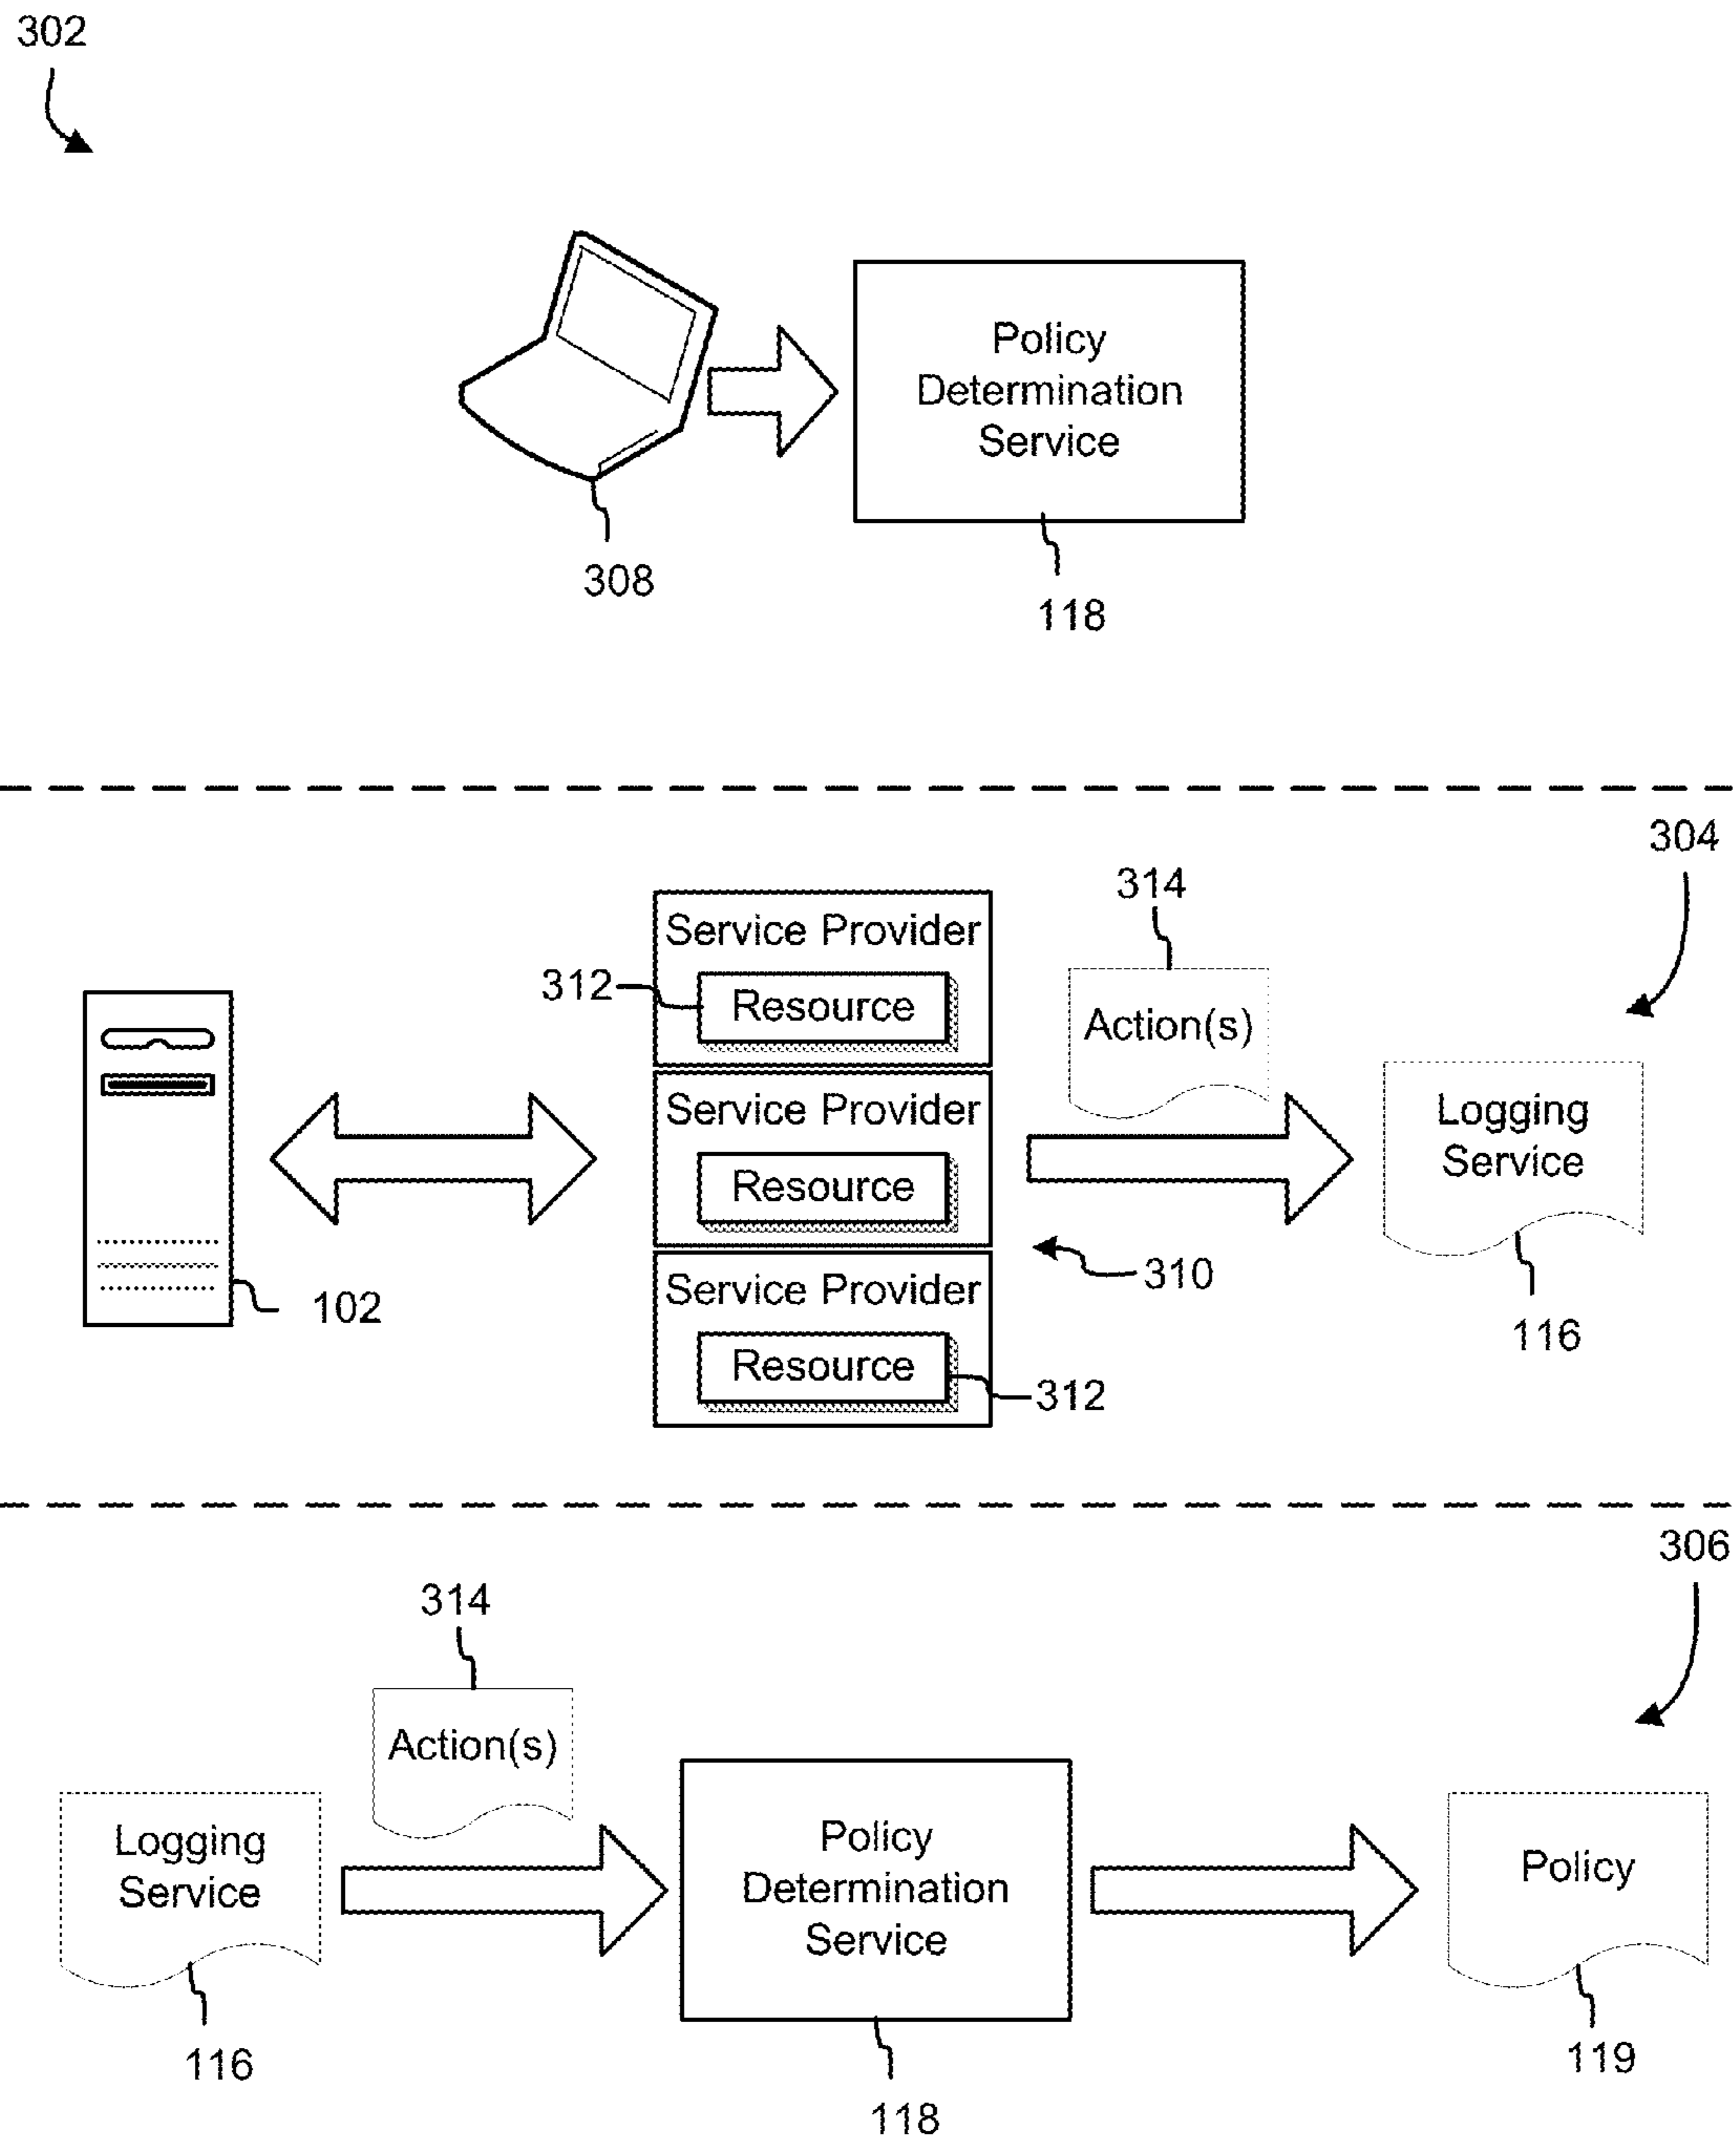 302
Policy
Determination
Service
308
118
304
314
Service Provider
312
Resource
Action(s)
Service Provider
Resource
Logging
Service
310
Service Provider
102
116
Resource
312
306
314
Action(s)
Logging
Service
Policy
Determination
Service
Policy
116
118
119